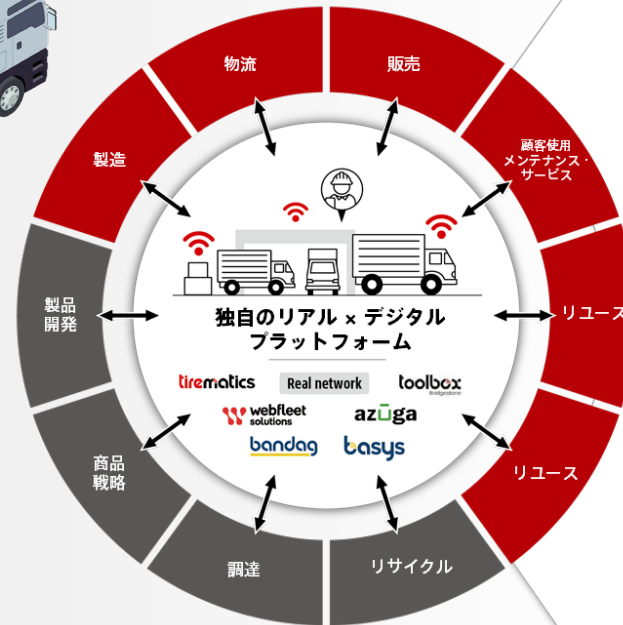 物流
販売
顧客使用
メンテナンス・
サービス
リユース
リユース
リサイクル
調達
商品
戦略
製品
開発
製造
独自のリアル × デジタル
プラットフォーム
tirematics
Real network
toolbox
Bridgestone
webfleet
solutions
azūga
bandag
basys